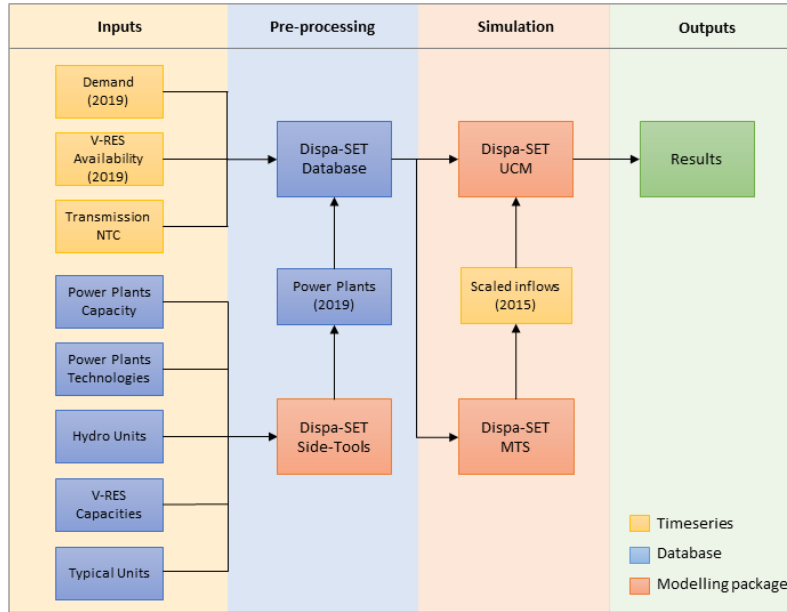 Inputs
Pre-processing
Simulation
Outputs
Demand
(2019)
V-RES
Availability
(2019)
Transmission
NTC
Power Plants
Capacity
Power Plants
Technologies
Hydro Units
V-RES
Capacities
Typical Units
Dispa-SET
Database
Power Plants
(2019)
Dispa-SET
Side-Tools
Dispa-SET
UCM
Scaled inflows
(2015)
Dispa-SET
MTS
Results
Timeseries
Database
Modelling package